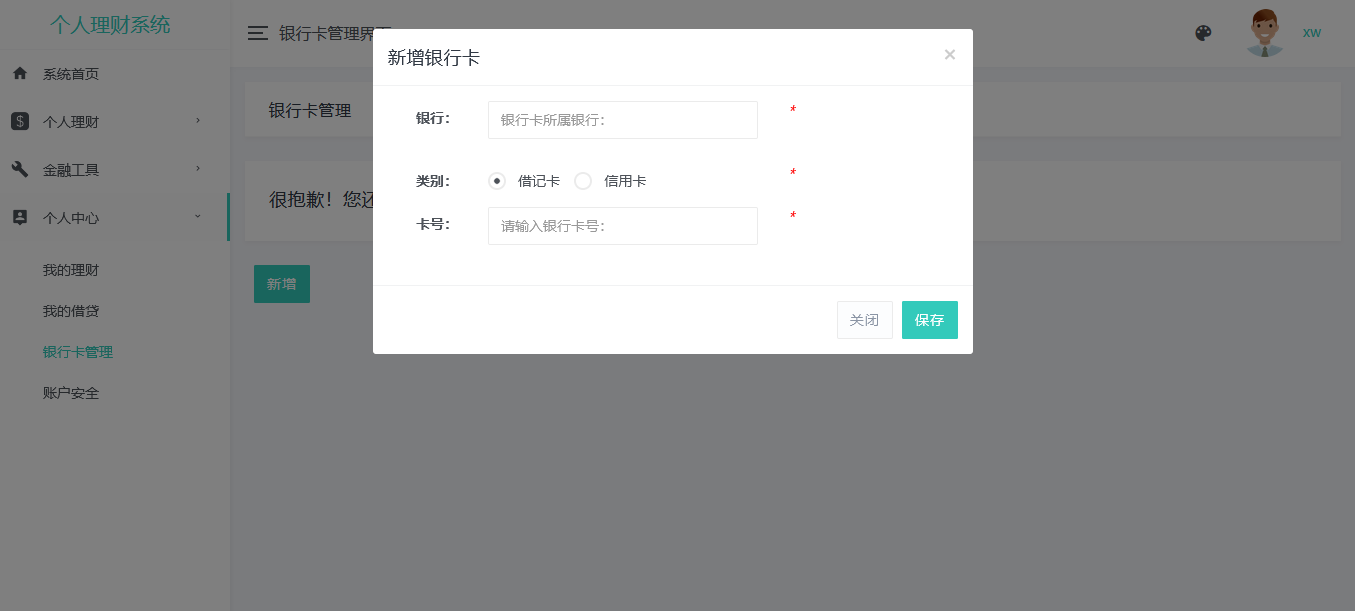 个人理财系统
系统首页
个人理财
金融工具
个人中心
我的理财
我的借贷
银行卡管理
账户安全
银行卡管理界
xw
银行卡管理
很抱歉！您还
新增
新增银行卡
×
银行：
银行卡所属银行：
*
类别：
借记卡 信用卡
*
卡号：
请输入银行卡号：
*
关闭
保存